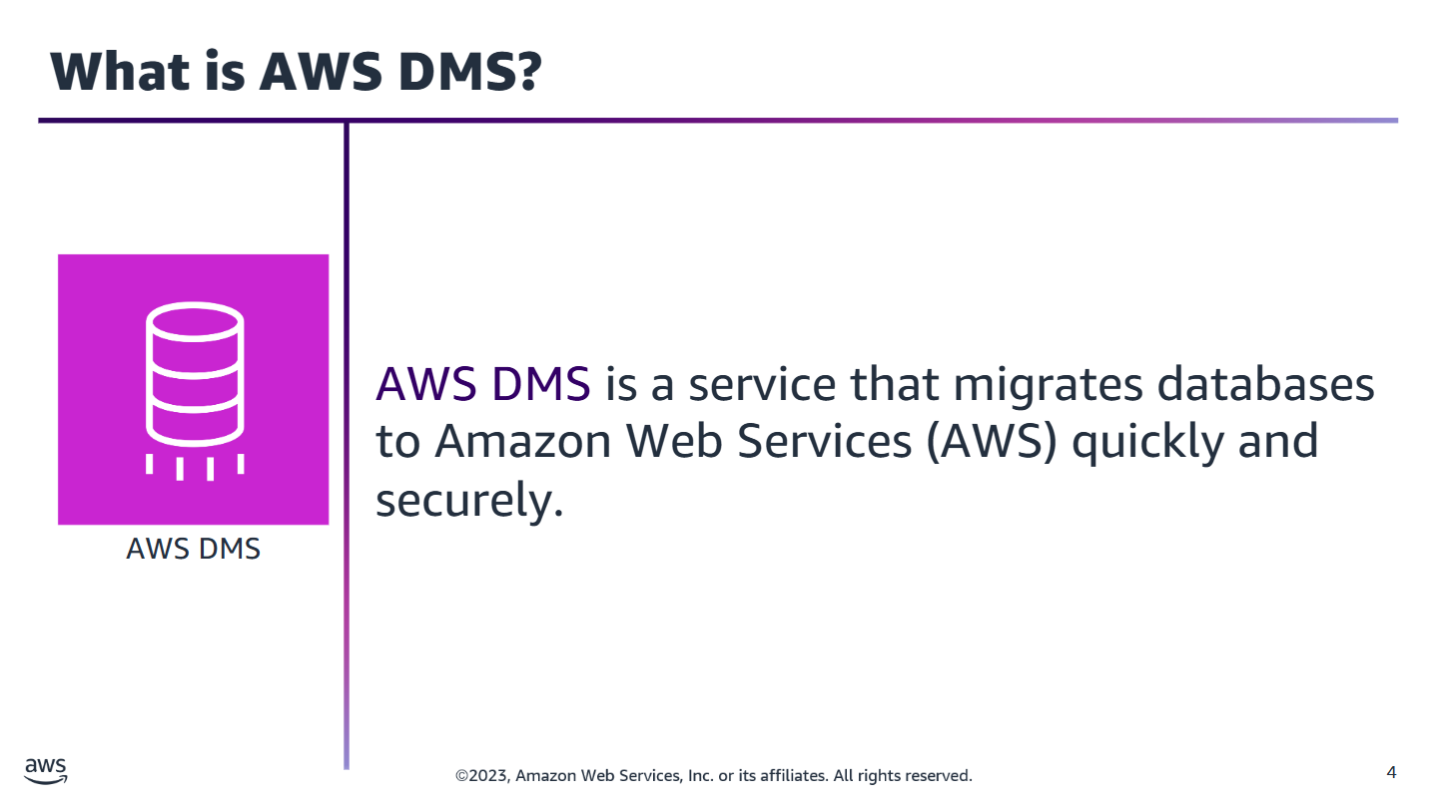 What is AWS DMS?
AWS DMS is a service that migrates databases
to Amazon Web Services (AWS) quickly and
securely.
AWS DMS
aws
©2023, Amazon Web Services, Inc. or its affiliates. All rights reserved.
4